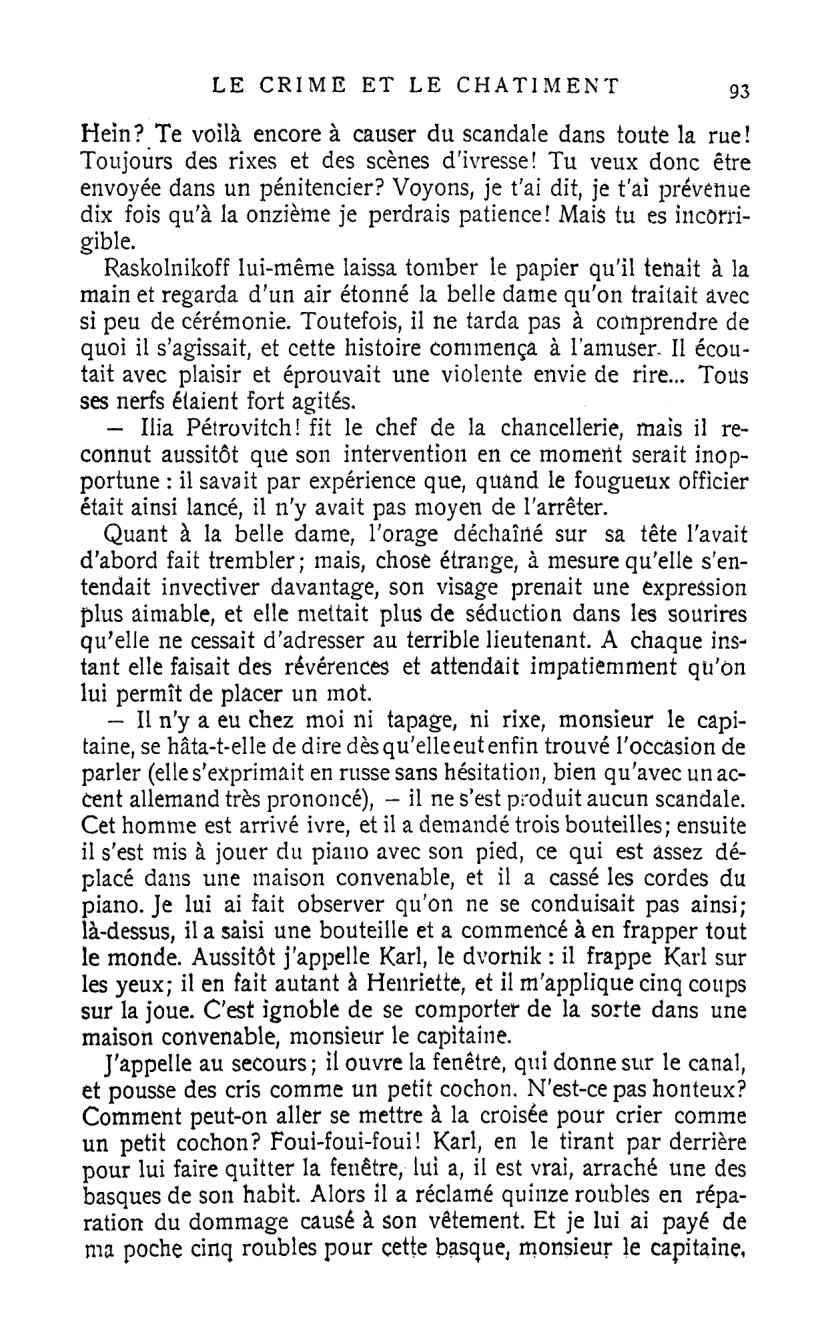 LE CRIME ET LE CHATIMENT 93
Hein? Te voilà encore à causer du scandale dans toute la rue!
Toujours des rixes et des scènes d'ivresse! Tu veux donc être
envoyée dans un pénitencier? Voyons, je t'ai dit, je t'ai prévenue
dix fois qu'à la onzième je perdrais patience! Mais tu es incorri-
gible.
Raskolnikoff lui-même laissa tomber le papier qu'il tenait à la
main et regarda d'un air étonné la belle dame qu'on traitait avec
si peu de cérémonie. Toutefois, il ne tarda pas à comprendre de
quoi il s'agissait, et cette histoire commença à l'amuser. Il écou-
tait avec plaisir et éprouvait une violente envie de rire... Tous
ses nerfs étaient fort agités.
— Ilia Pétrovitch! fit le chef de la chancellerie, mais il re-
connut aussitôt que son intervention en ce moment serait inop-
portune : il savait par expérience que, quand le fougueux officier
était ainsi lancé, il n'y avait pas moyen de l'arrêter.
Quant à la belle dame, l'orage déchaîné sur sa tête l'avait
d'abord fait trembler; mais, chose étrange, à mesure qu'elle s'en-
tendait invectiver davantage, son visage prenait une expression
plus aimable, et elle mettait plus de séduction dans les sourires
qu'elle ne cessait d'adresser au terrible lieutenant. A chaque ins-
tant elle faisait des révérences et attendait impatiemment qu'on
lui permît de placer un mot.
— Il n'y a eu chez moi ni tapage, ni rixe, monsieur le capi-
taine, se hâta-t-elle de dire dès qu'elle eut enfin trouvé l'occasion de
parler (elle s'exprimait en russe sans hésitation, bien qu'avec un ac-
cent allemand très prononcé), — il ne s'est produit aucun scandale.
Cet homme est arrivé ivre, et il a demandé trois bouteilles; ensuite
il s'est mis à jouer du piano avec son pied, ce qui est assez dé-
placé dans une maison convenable, et il a cassé les cordes du
piano. Je lui ai fait observer qu'on ne se conduisait pas ainsi;
là-dessus, il a saisi une bouteille et a commencé à en frapper tout
le monde. Aussitôt j'appelle Karl, le dvornik : il frappe Karl sur
les yeux; il en fait autant à Henriette, et il m'applique cinq coups
sur la joue. C'est ignoble de se comporter de la sorte dans une
maison convenable, monsieur le capitaine.
J'appelle au secours; il ouvre la fenêtre, qui donne sur le canal,
et pousse des cris comme un petit cochon. N'est-ce pas honteux?
Comment peut-on aller se mettre à la croisée pour crier comme
un petit cochon? Foui-foui-foui! Karl, en le tirant par derrière
pour lui faire quitter la fenêtre, lui a, il est vrai, arraché une des
basques de son habit. Alors il a réclamé quinze roubles en répa-
ration du dommage causé à son vêtement. Et je lui ai payé de
ma poche cinq roubles pour cette basque, monsieur le capitaine,